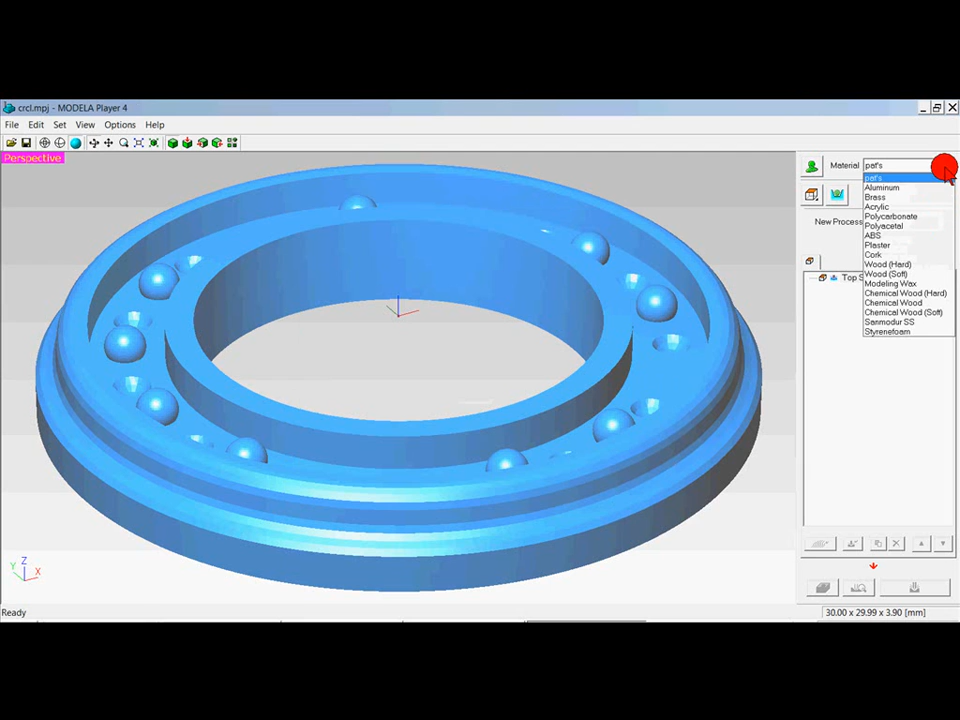 crcl.mpj - MODELA Player 4
File Edit Set View Options Help
Perspective
Material pat's
pat's
Aluminum
Brass
Acrylic
Polycarbonate
Polyacetal
ABS
Plaster
Cork
Wood (Hard)
Wood (Soft)
Modeling Wax
Chemical Wood (Hard)
Chemical Wood
Chemical Wood (Soft)
Sanmodur SS
Styrenefoam
New Process
Top S
Z
Y
X
Ready
30.00 x 29.99 x 3.90 [mm]